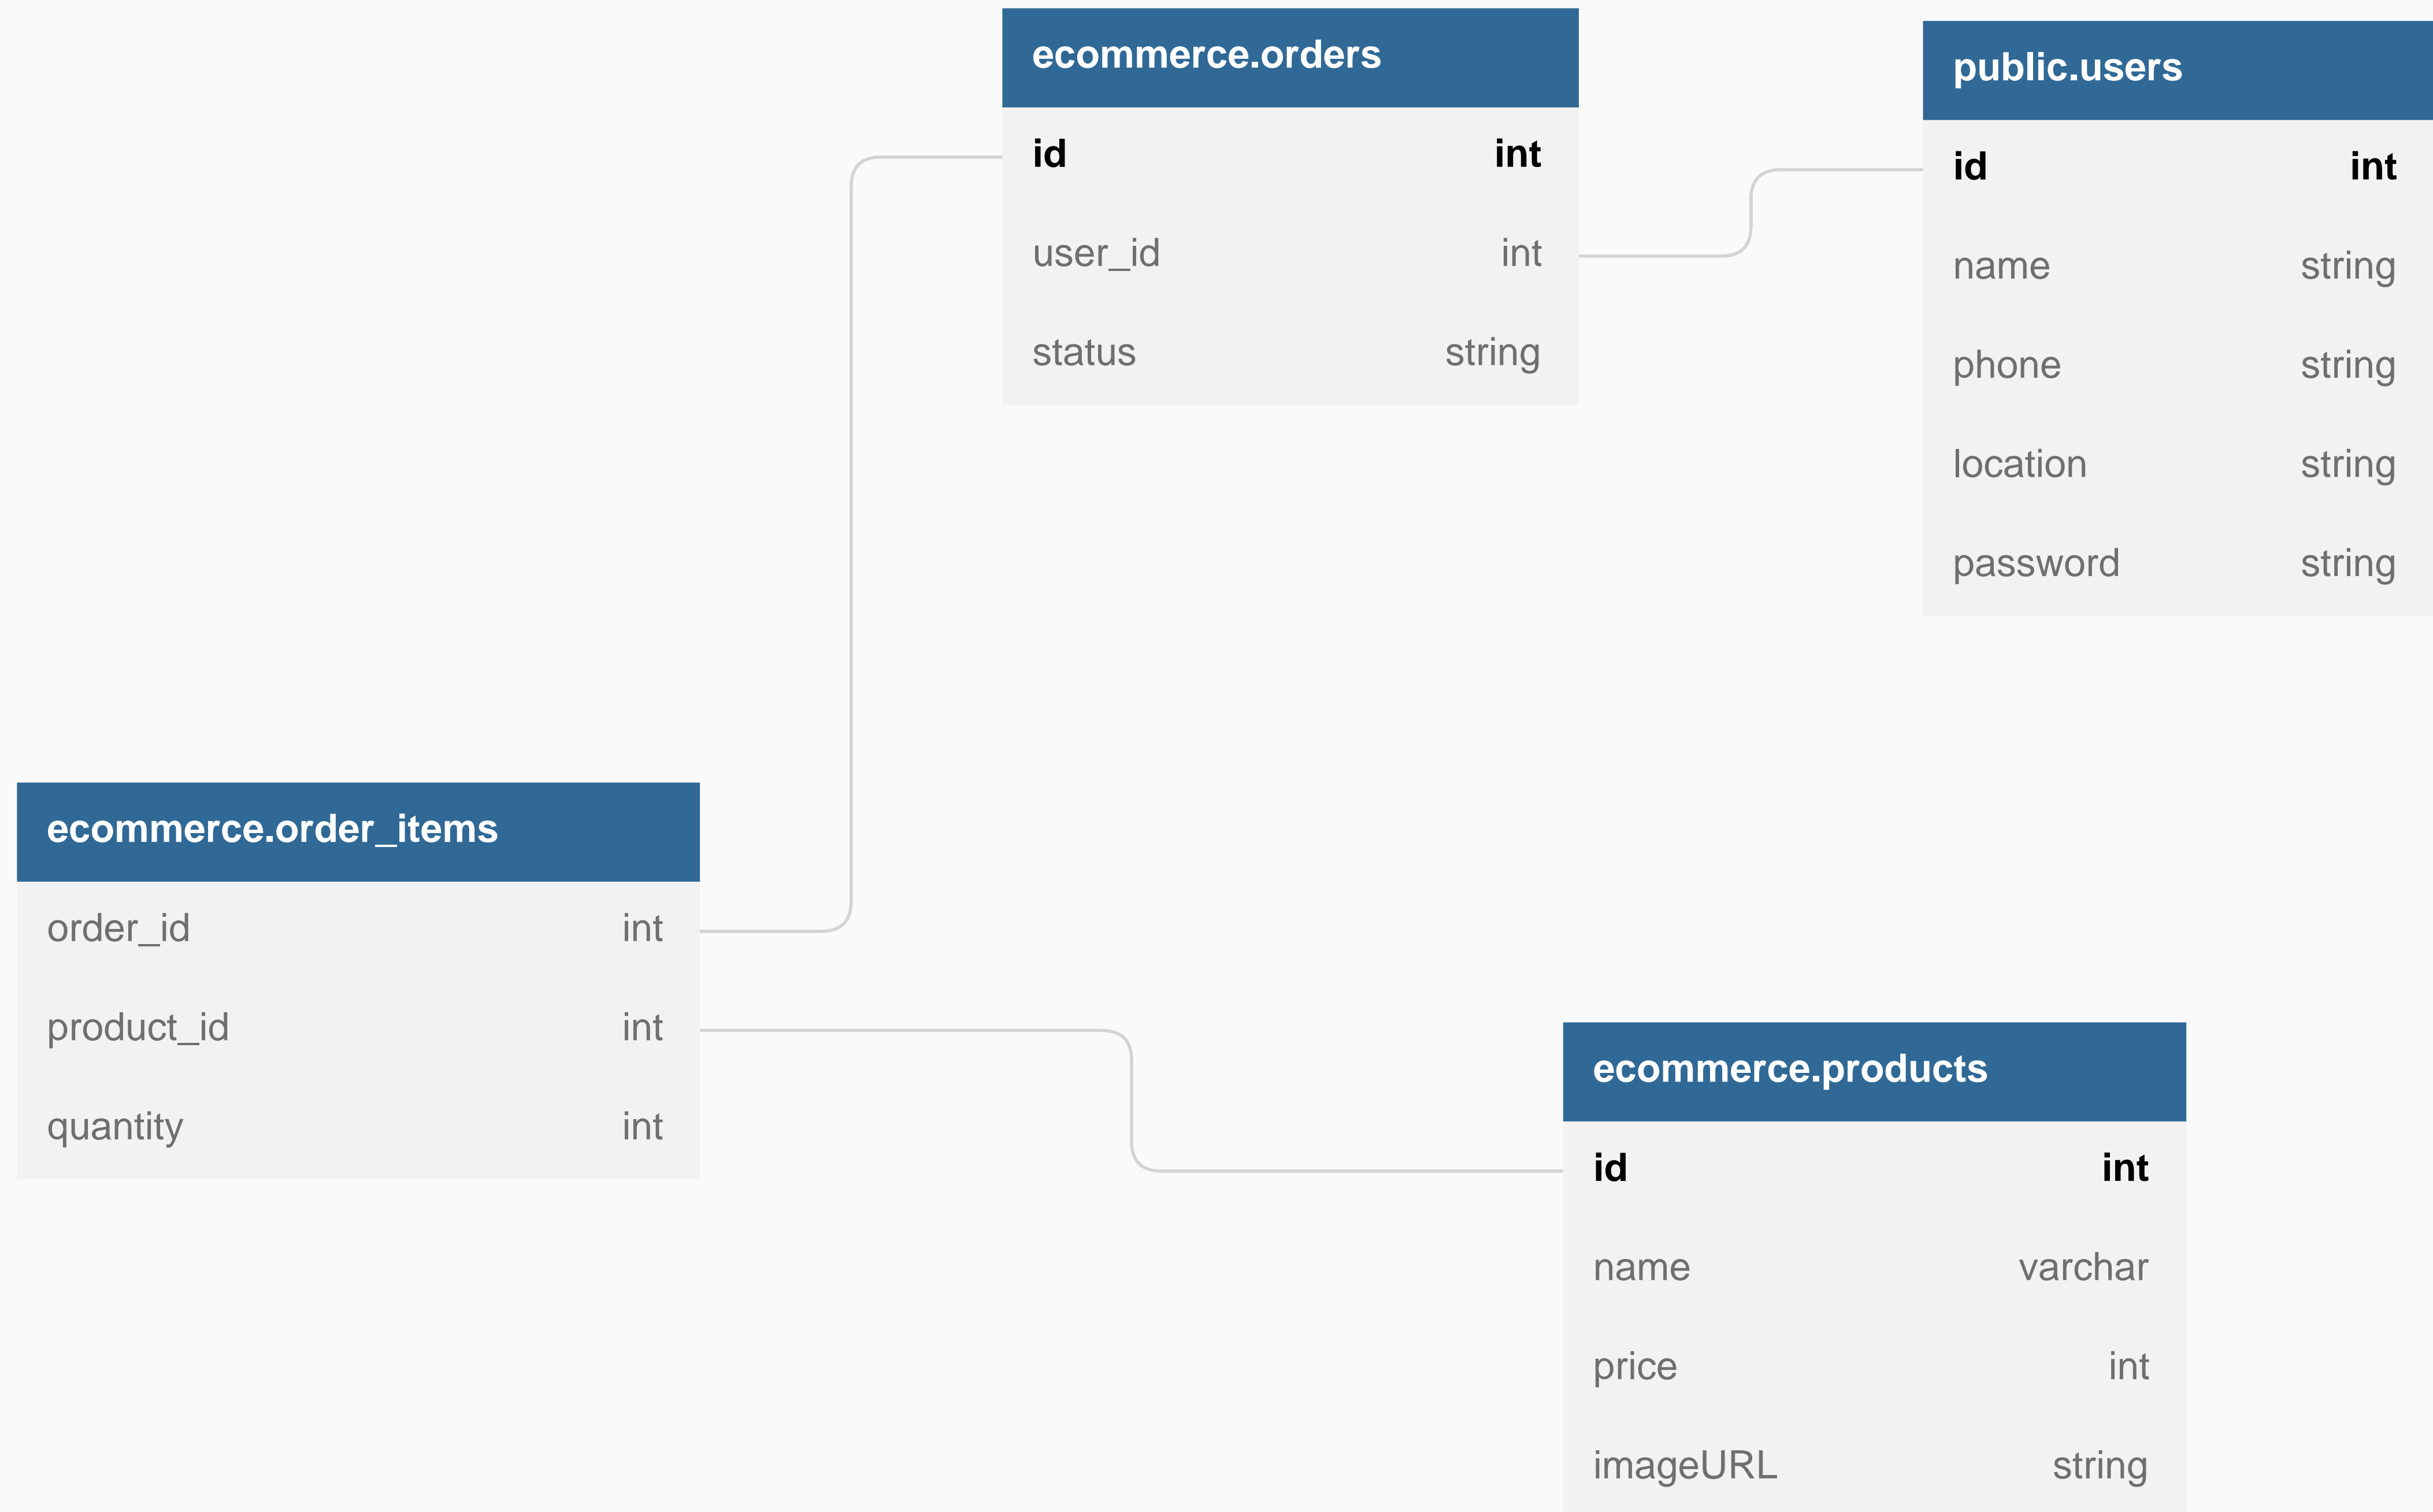 ecommerce.orders
id int
user_id int
status string
public.users
id int
name string
phone string
location string
password string
ecommerce.order_items
order_id int
product_id int
quantity int
ecommerce.products
id int
name varchar
price int
imageURL string